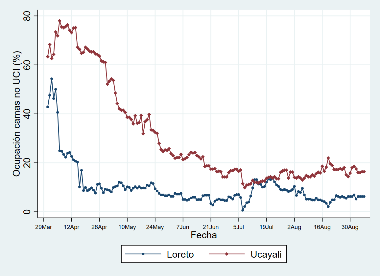 Ocupación camas no UCI (%)
80
60
40
20
0
20Mar 12Apr 26Apr 10May 24May 7Jun 21Jun 5Jul 19Jul 2Aug 16Aug 30Aug
Fecha
Loreto Ucayali